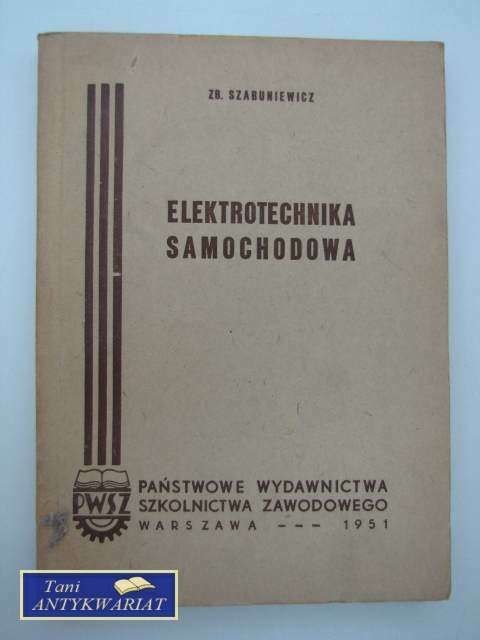 ZB. SZABUNIEWICZ
ELEKTROTECHNIKA
SAMOCHODOWA
PWSZ
PAŃSTWOWE WYDAWNICTWA
SZKOLNICTWA ZAWODOWEGO
WARSZAWA --- 1951
Tani
ANTYKWARIAT